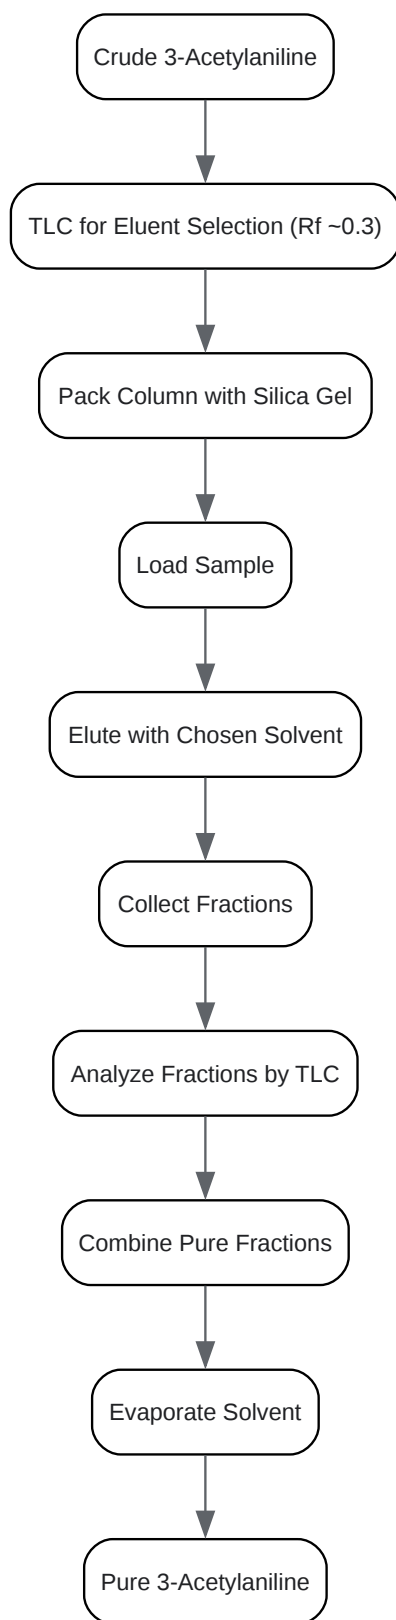 Crude 3-Acetylaniline
TLC for Eluent Selection (Rf ~0.3)
Pack Column with Silica Gel
Load Sample
Elute with Chosen Solvent
Collect Fractions
Analyze Fractions by TLC
Combine Pure Fractions
Evaporate Solvent
Pure 3-Acetylaniline